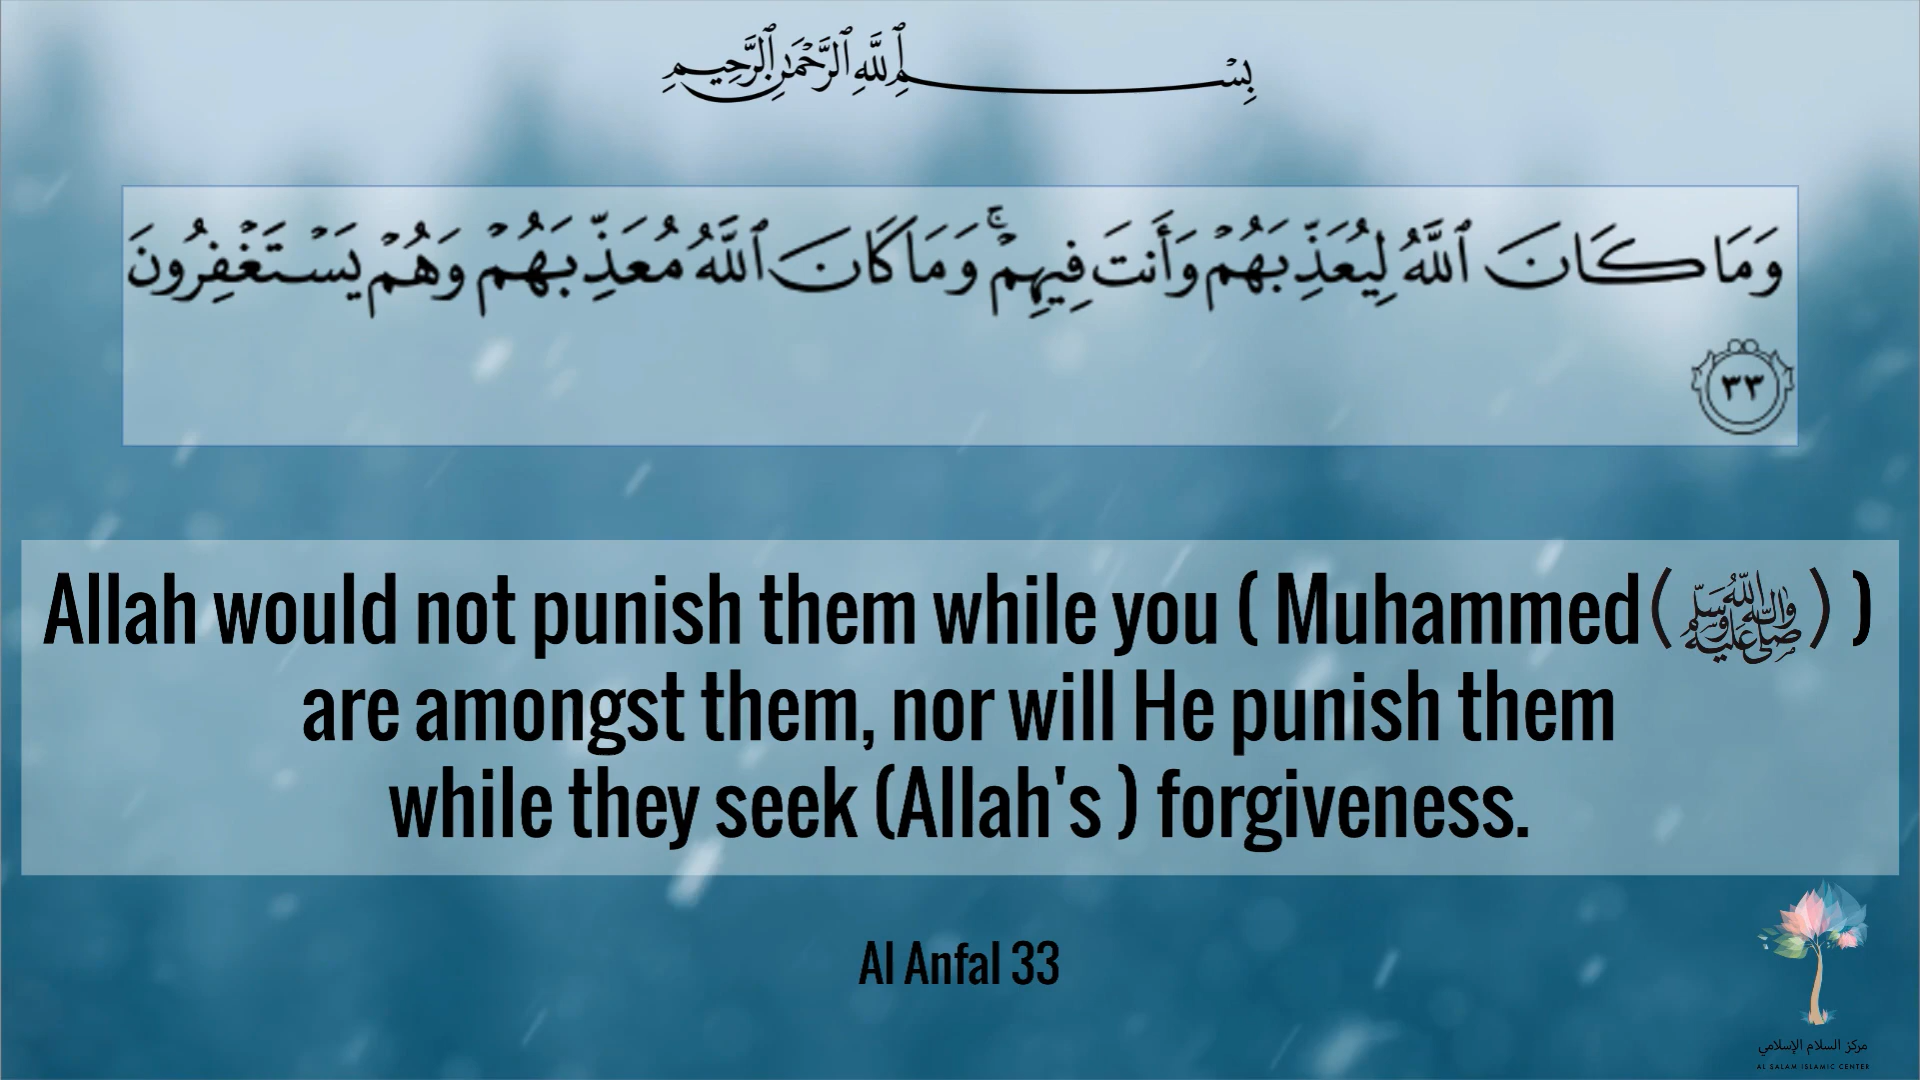 بِسْمِ ٱللَّهِ ٱلرَّحْمَٰنِ ٱلرَّحِيمِ
وَمَا كَانَ ٱللَّهُ لِيُعَذِّبَهُمْ وَأَنتَ فِيهِمْ ۚ وَمَا كَانَ ٱللَّهُ مُعَذِّبَهُمْ وَهُمْ يَسْتَغْفِرُونَ
٣٣
Allah would not punish them while you ( Muhammed(ﷺ) )
are amongst them, nor will He punish them
while they seek (Allah's ) forgiveness.
Al Anfal 33
مركز السلام الإسلامي
AL SALAM ISLAMIC CENTER